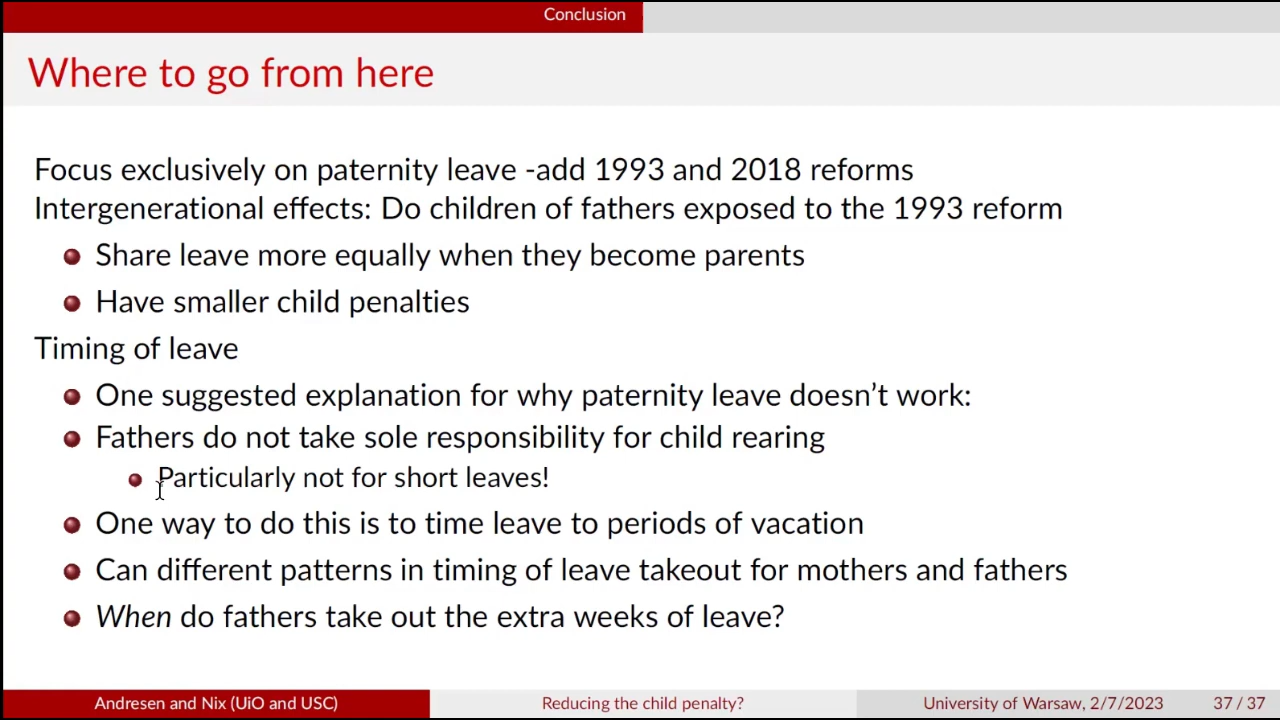 Conclusion
Where to go from here
Focus exclusively on paternity leave -add 1993 and 2018 reforms
Intergenerational effects: Do children of fathers exposed to the 1993 reform
Share leave more equally when they become parents
Have smaller child penalties
Timing of leave
One suggested explanation for why paternity leave doesn't work:
Fathers do not take sole responsibility for child rearing
Particularly not for short leaves!
One way to do this is to time leave to periods of vacation
Can different patterns in timing of leave takeout for mothers and fathers
When do fathers take out the extra weeks of leave?
Andresen and Nix (UiO and USC) Reducing the child penalty? University of Warsaw, 2/7/2023 37 / 37